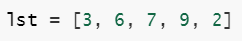 lst = [3, 6, 7, 9, 2]